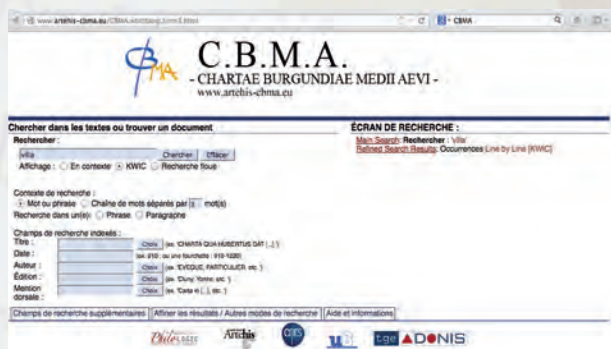 www.artehis-cbma.eu/CBMA
CBMA
CBMA
C.B.M.A.
- CHARTAE BURGUNDIAE MEDII AEVI -
www.artehis-cbma.eu
Chercher dans les textes ou trouver un document
Rechercher :
villa Chercher Effacer
Affichage : En contexte KWIC Recherche floue
Contexte de recherche :
Mot ou phrase Chaîne de mots séparés par mot(s)
Recherche dans un(e): Phrase Paragraphe
Champs de recherche indexés :
Titre : Choix (ex. 'CHARTA QUA HUBERTUS DAT (...)')
Date : (ex. 910 ; ou une fourchette : 910-1020)
Auteur : Choix (ex. 'EVEQUE, PARTICULIER, etc. ')
Édition : Choix (ex. 'Cluny, Yonne, etc. ')
Mention dorsale : Choix (ex. 'Carta
Champs de recherche supplémentaires Affiner les résultats / Autres modes de recherche Aide et informations
ÉCRAN DE RECHERCHE :
Main Search: Rechercher : 'villa'
Refined Search Results: Occurrences Line by Line [KWIC]
PhiloLogic Artehis CNRS uB tge ADONIS